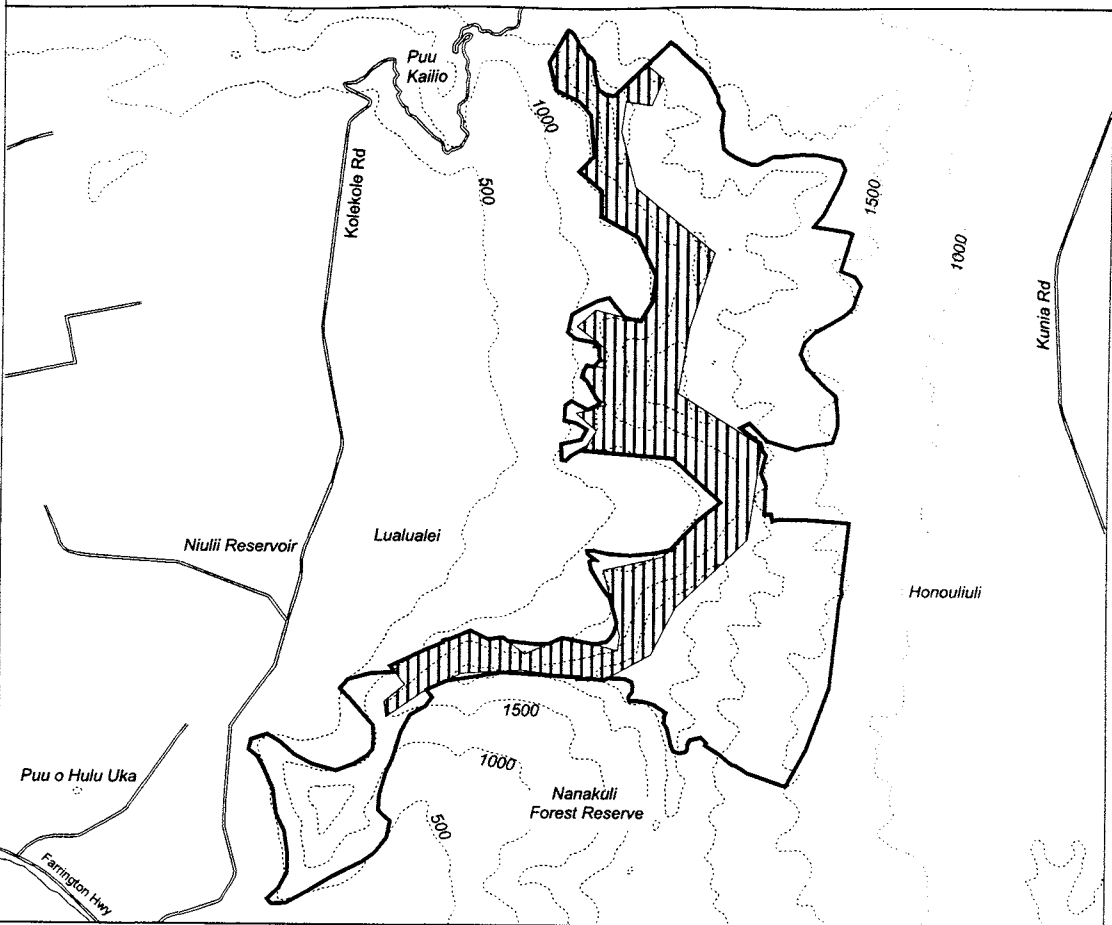 Puu
Kailio
1000
500
Kolekole Rd
1500
1000
Kunia Rd
Niulii Reservoir
Lualualei
Honouliuli
1500
1000
Puu o Hulu Uka
Nanakuli
Forest Reserve
500
Farrington Hwy